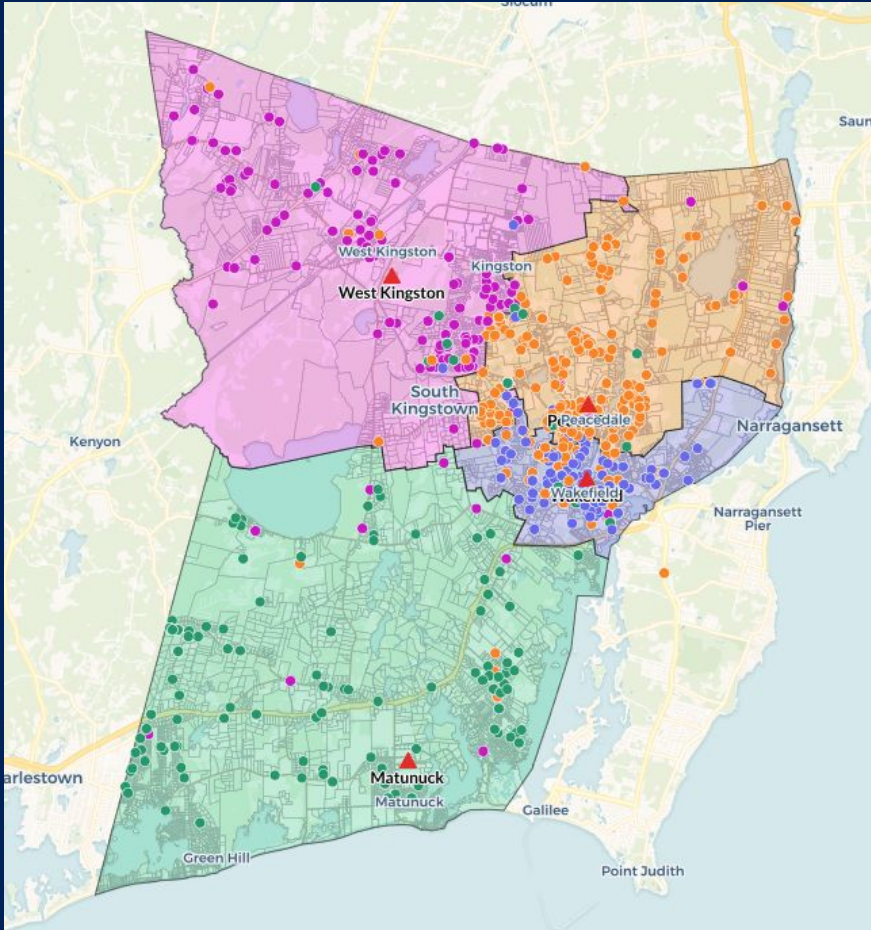 Slocum
Saun
West Kingston
Kingston
West Kingston
South
Kingstown
Peacedale
Kenyon
Narragansett
Wakefield
Narragansett
Pier
arlestown
Matunuck
Matunuck
Galilee
Green Hill
Point Judith